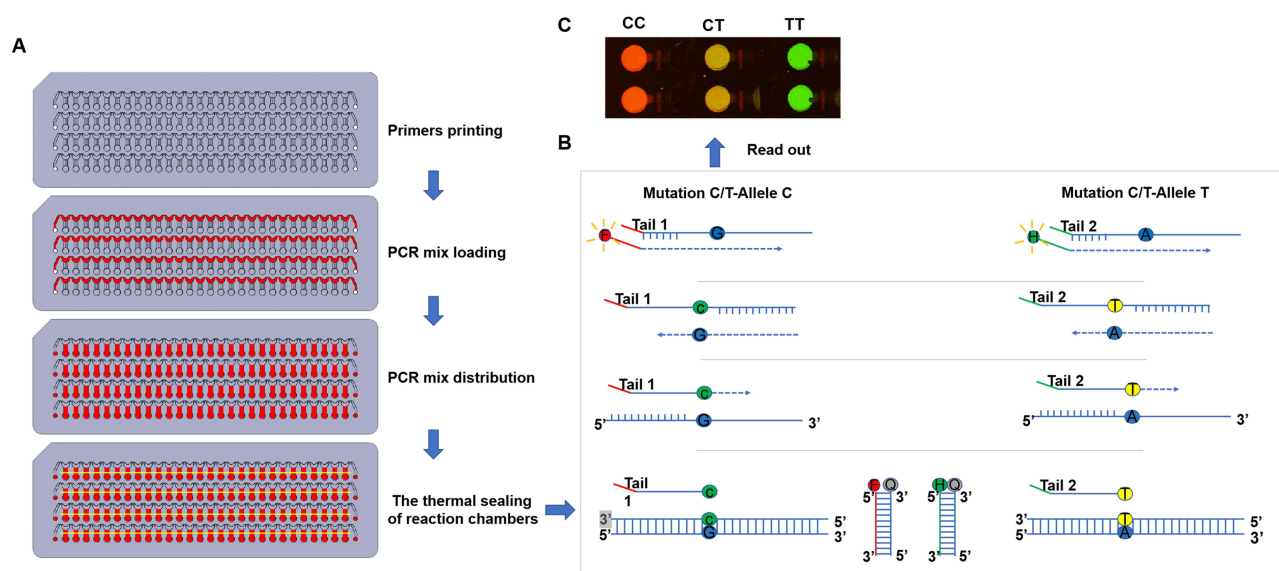 A
Primers printing
PCR mix loading
PCR mix distribution
The thermal sealing
of reaction chambers
C
CC CT TT
Read out
B
Mutation C/T-Allele C
Mutation C/T-Allele T
F Tail 1 G
H Tail 2 A
Tail 1 c
G
Tail 2 T
A
Tail 1 c
5’ G 3’
Tail 2 T
5’ A 3’
Tail
1 c
3’ c 5’
5’ G 3’
F Q
5’ 3’
3’ 5’
H Q
5’ 3’
3’ 5’
Tail 2 T
3’ T 5’
5’ A 3’